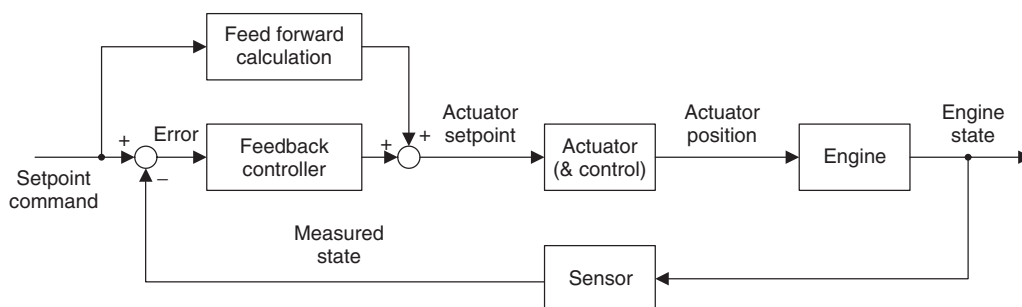 Feed forward
calculation
+
Error
Feedback
controller
+
+
Actuator
setpoint
Actuator
(& control)
Actuator
position
Engine
Engine
state
Setpoint
command
−
Measured
state
Sensor